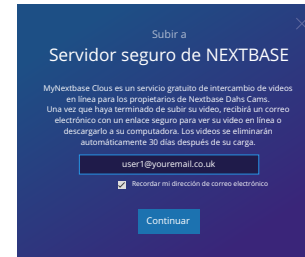 Subir a
Servidor seguro de NEXTBASE
MyNextbase Clous es un servicio gratuito de intercambio de videos
en línea para los propietarios de Nextbase Dahs Cams.
Una vez que haya terminado de subir su video, recibirá un correo
electrónico con un enlace seguro para ver su video en línea o
descargarlo a su computadora. Los videos se eliminarán
automáticamente 30 días después de su carga.
user1@youremail.co.uk
Recordar mi dirección de correo electrónico
Continuar